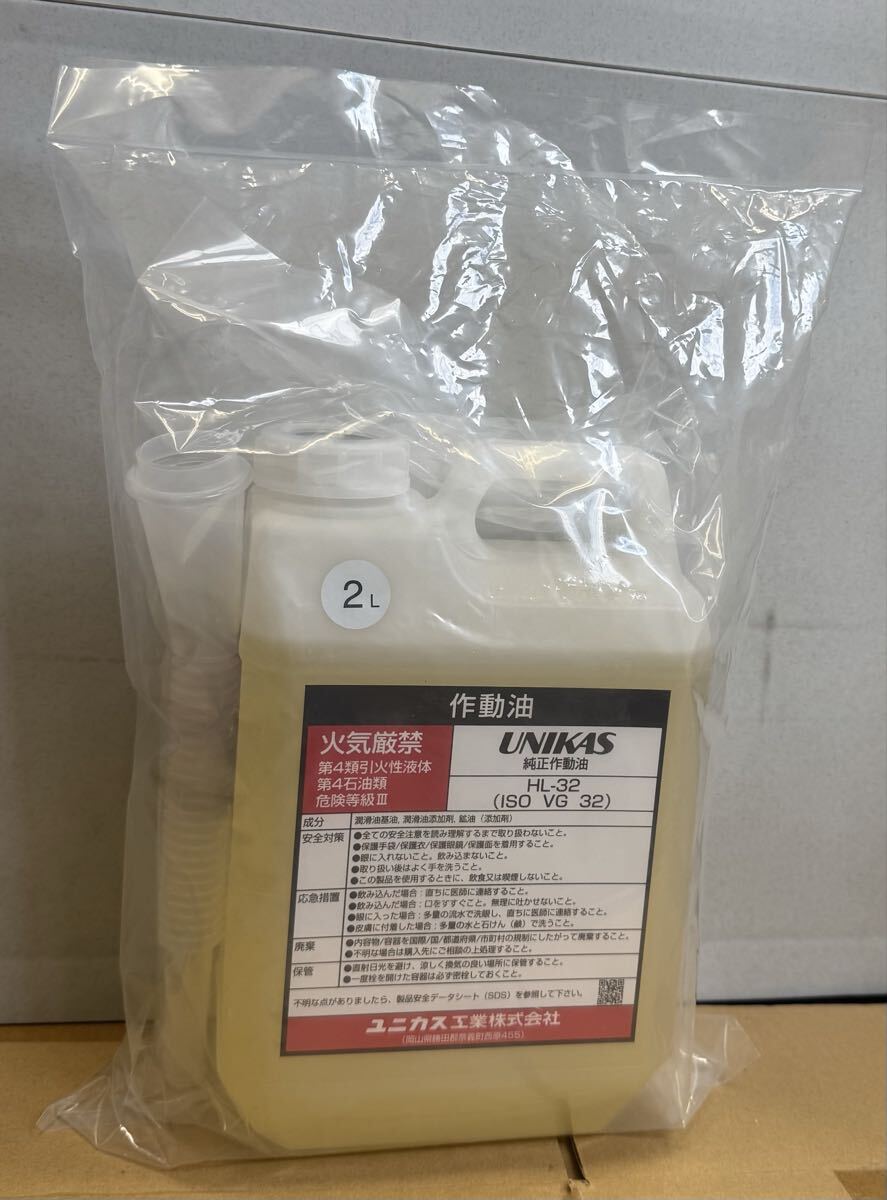 2L
作動油
火気厳禁
第4類引火性液体
第4石油類
危険等級Ⅲ
UNIKAS
純正作動油
HL-32
(ISO VG 32)
成分 潤滑油基油, 潤滑油添加剤, 鉱油（添加剤）
安全対策 ●全ての安全注意を読み理解するまで取り扱わないこと。
●保護手袋/保護衣/保護眼鏡/保護面を着用すること。
●眼に入れないこと。飲み込まないこと。
●取り扱い後はよく手を洗うこと。
●この製品を使用するときに、飲食又は喫煙しないこと。
応急措置 ●飲み込んだ場合：直ちに医師に連絡すること。
●飲み込んだ場合：口をすすぐこと。無理に吐かせないこと。
●眼に入った場合：多量の流水で洗眼し、直ちに医師に連絡すること。
●皮膚に付着した場合：多量の水と石けん（鹸）で洗うこと。
廃棄 ●内容物/容器を国際/国/都道府県/市町村の規制にしたがって廃棄すること。
●不明な場合は購入先にご相談の上処理すること。
保管 ●直射日光を避け、涼しく換気の良い場所に保管すること。
●一度栓を開けた容器は必ず密栓しておくこと。
不明な点がありましたら、製品安全データシート（SDS）を参照して下さい。
ユニカス工業株式会社
（岡山県勝田郡奈義町西原455）